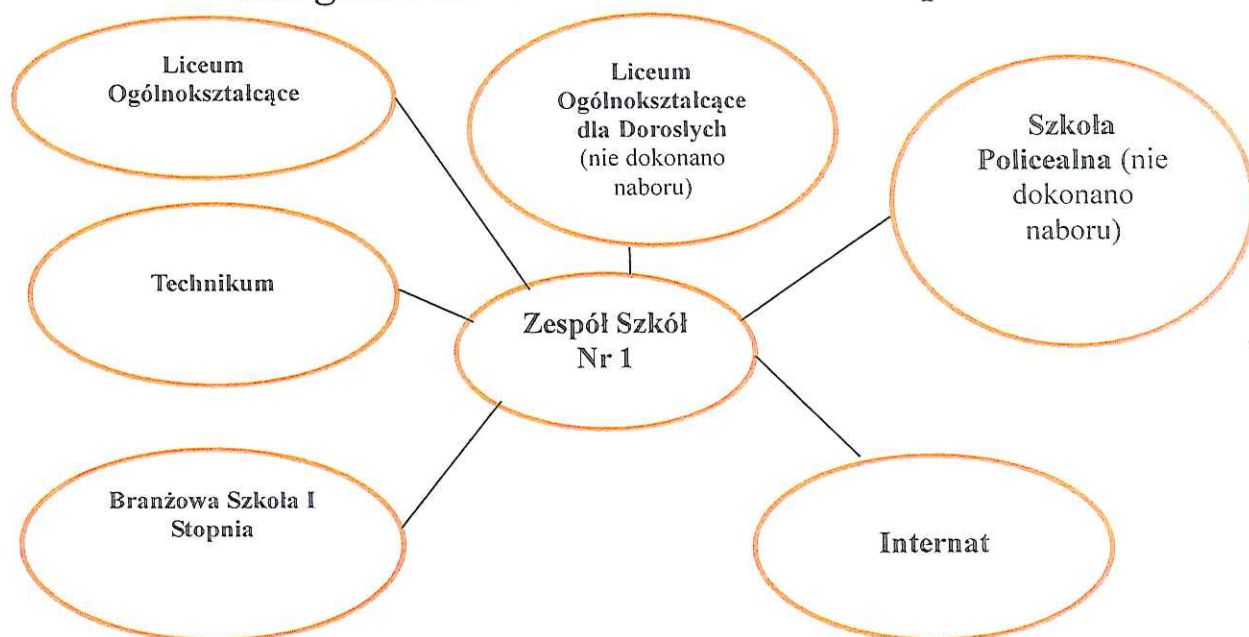 Liceum
Ogólnokształcące
Liceum
Ogólnokształcące
dla Dorosłych
(nie dokonano
naboru)
Szkoła
Policealna (nie
dokonano
naboru)
Technikum
Zespół Szkół
Nr 1
Branżowa Szkoła I
Stopnia
Internat